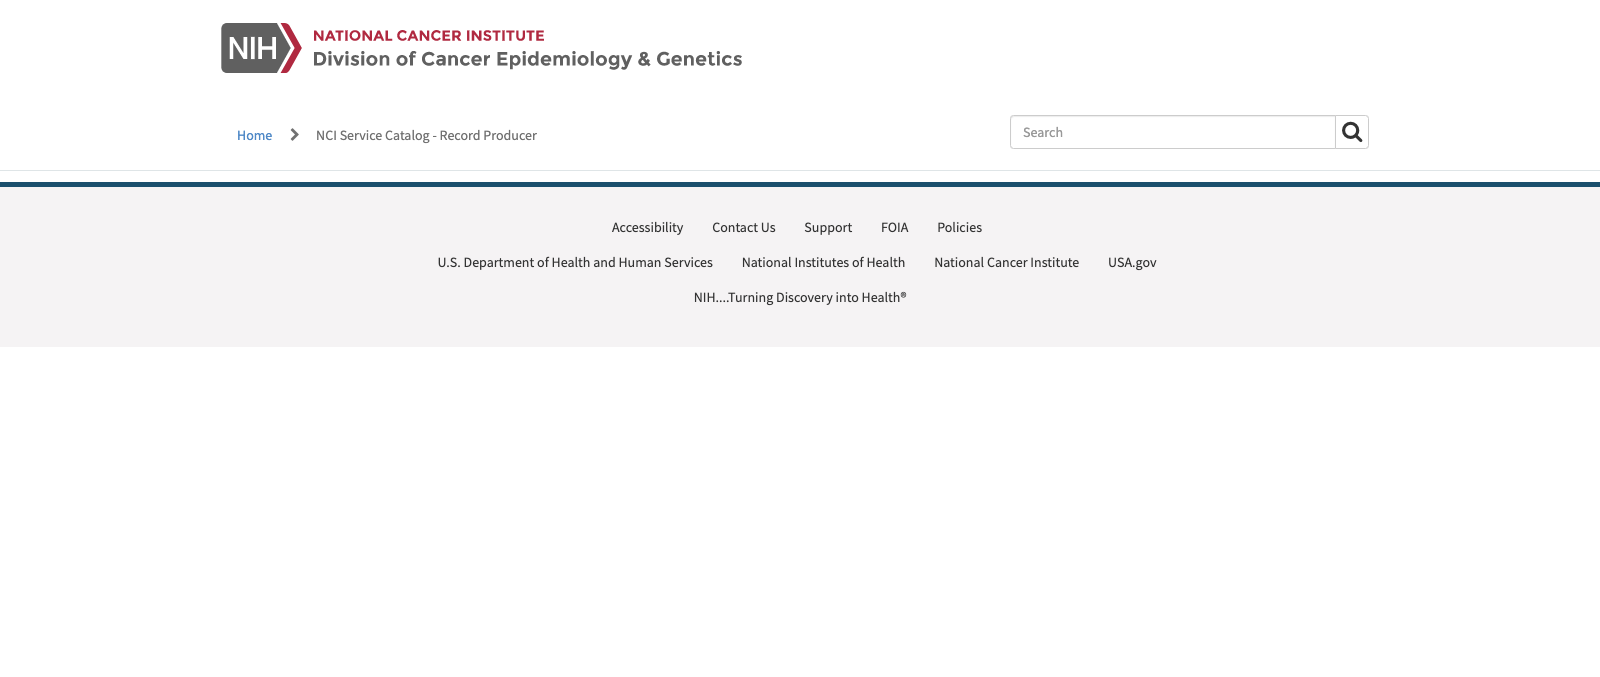 NIH
NATIONAL CANCER INSTITUTE
Division of Cancer Epidemiology & Genetics
Home NCI Service Catalog - Record Producer
Search
Accessibility Contact Us Support FOIA Policies
U.S. Department of Health and Human Services National Institutes of Health National Cancer Institute USA.gov
NIH....Turning Discovery into Health®